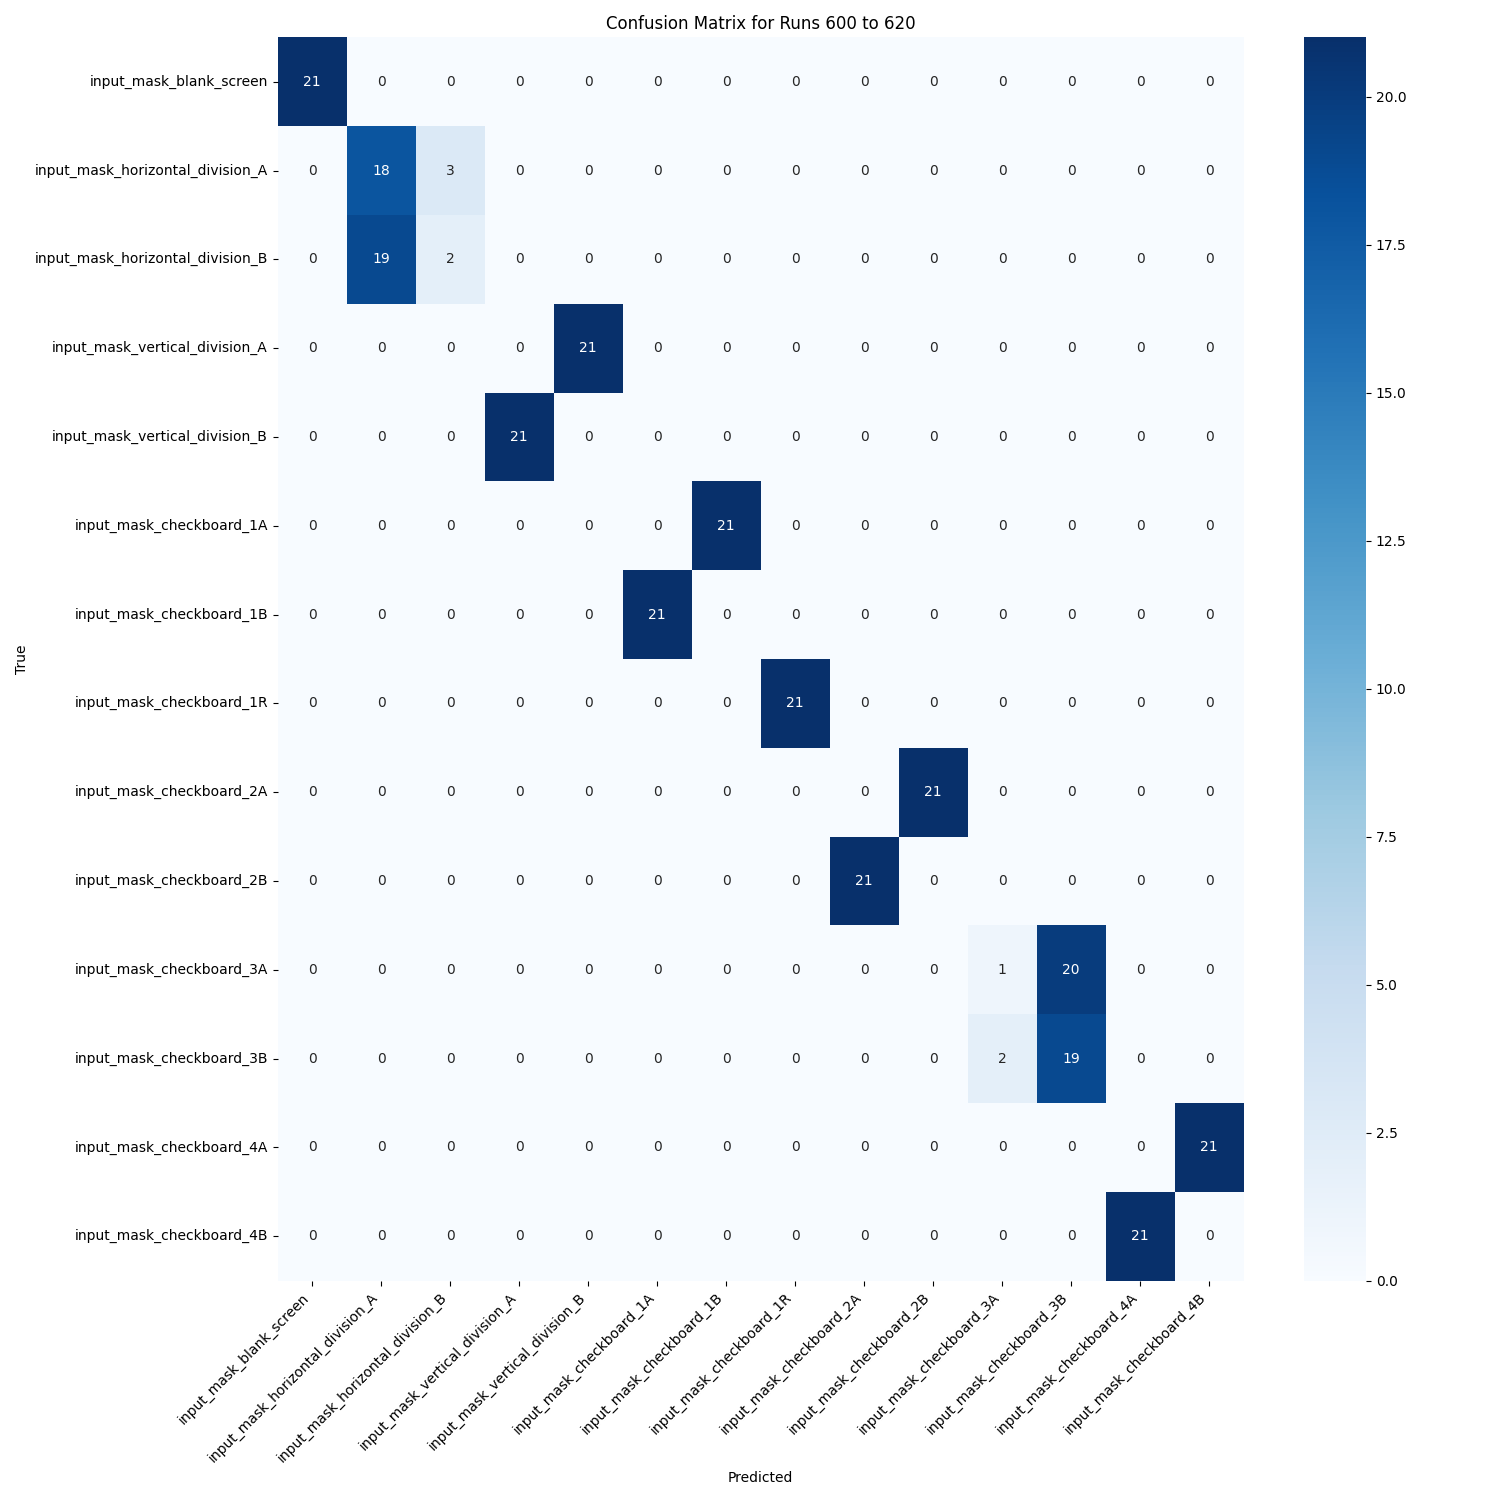 Confusion Matrix for Runs 600 to 620
input_mask_blank_screen 21 0 0 0 0 0 0 0 0 0 0 0 0 0
input_mask_horizontal_division_A 0 18 3 0 0 0 0 0 0 0 0 0 0 0
input_mask_horizontal_division_B 0 19 2 0 0 0 0 0 0 0 0 0 0 0
input_mask_vertical_division_A 0 0 0 0 21 0 0 0 0 0 0 0 0 0
input_mask_vertical_division_B 0 0 0 21 0 0 0 0 0 0 0 0 0 0
input_mask_checkboard_1A 0 0 0 0 0 0 21 0 0 0 0 0 0 0
input_mask_checkboard_1B 0 0 0 0 0 21 0 0 0 0 0 0 0 0
input_mask_checkboard_1R 0 0 0 0 0 0 0 21 0 0 0 0 0 0
input_mask_checkboard_2A 0 0 0 0 0 0 0 0 0 21 0 0 0 0
input_mask_checkboard_2B 0 0 0 0 0 0 0 0 21 0 0 0 0 0
input_mask_checkboard_3A 0 0 0 0 0 0 0 0 0 0 1 20 0 0
input_mask_checkboard_3B 0 0 0 0 0 0 0 0 0 0 2 19 0 0
input_mask_checkboard_4A 0 0 0 0 0 0 0 0 0 0 0 0 0 21
input_mask_checkboard_4B 0 0 0 0 0 0 0 0 0 0 0 0 21 0
True
input_mask_blank_screen
input_mask_horizontal_division_A
input_mask_horizontal_division_B
input_mask_vertical_division_A
input_mask_vertical_division_B
input_mask_checkboard_1A
input_mask_checkboard_1B
input_mask_checkboard_1R
input_mask_checkboard_2A
input_mask_checkboard_2B
input_mask_checkboard_3A
input_mask_checkboard_3B
input_mask_checkboard_4A
input_mask_checkboard_4B
Predicted
20.0
17.5
15.0
12.5
10.0
7.5
5.0
2.5
0.0